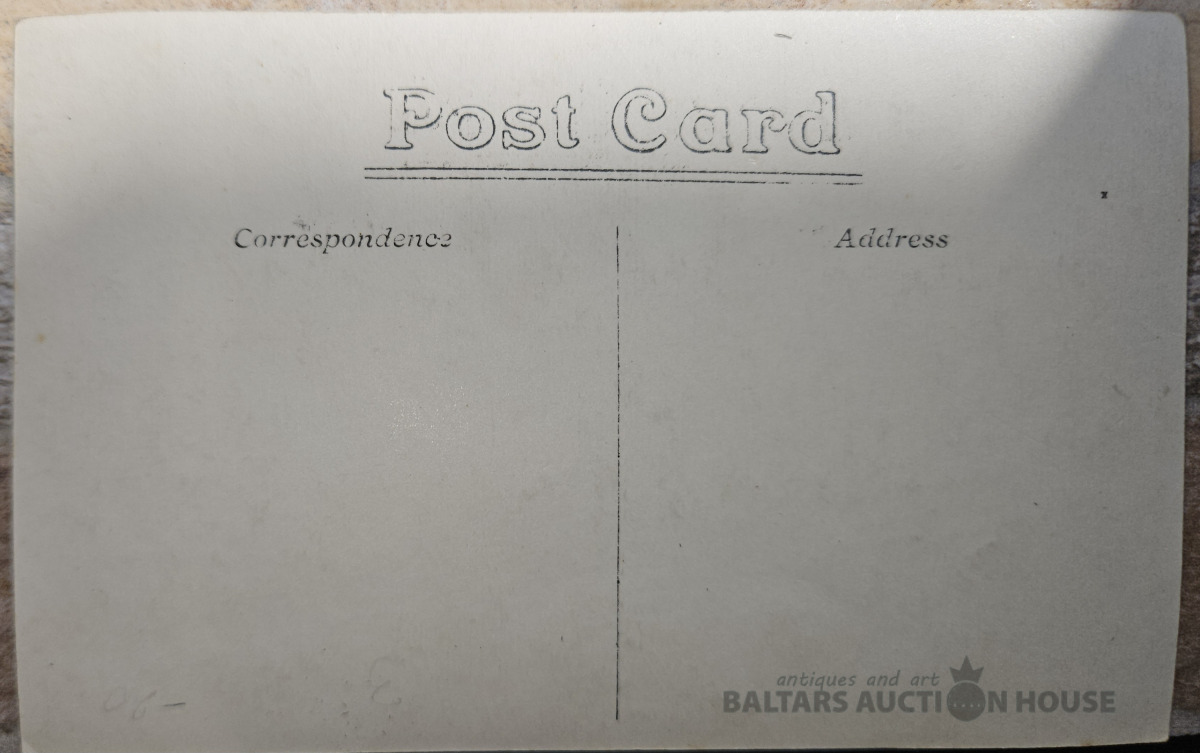 Post Card
Correspondence
Address
antiques and art
BALTARS AUCTION HOUSE